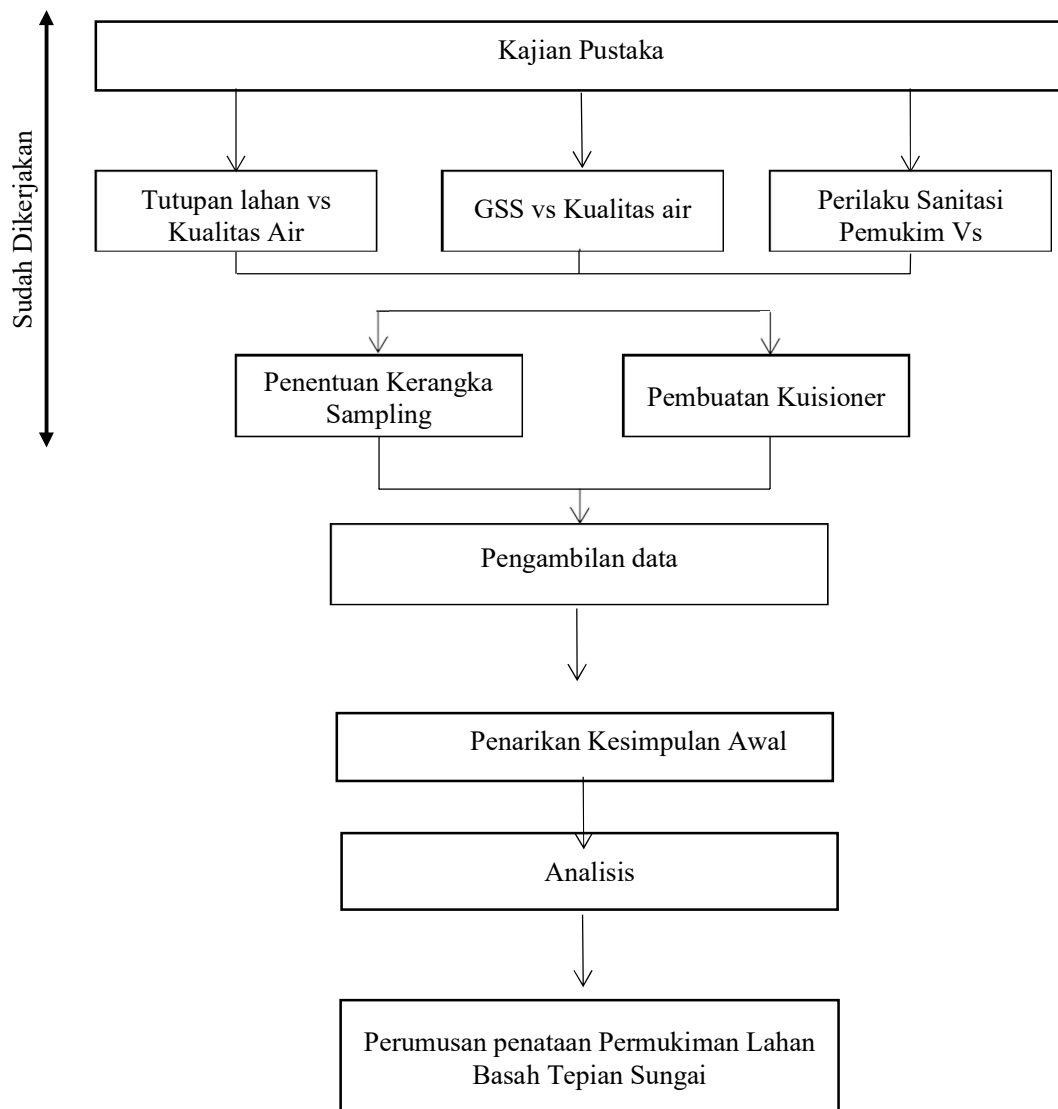 Sudah Dikerjakan
Kajian Pustaka
Tutupan lahan vs
Kualitas Air
GSS vs Kualitas air
Perilaku Sanitasi
Pemukim Vs
Penentuan Kerangka
Sampling
Pembuatan Kuisioner
Pengambilan data
Penarikan Kesimpulan Awal
Analisis
Perumusan penataan Permukiman Lahan
Basah Tepian Sungai